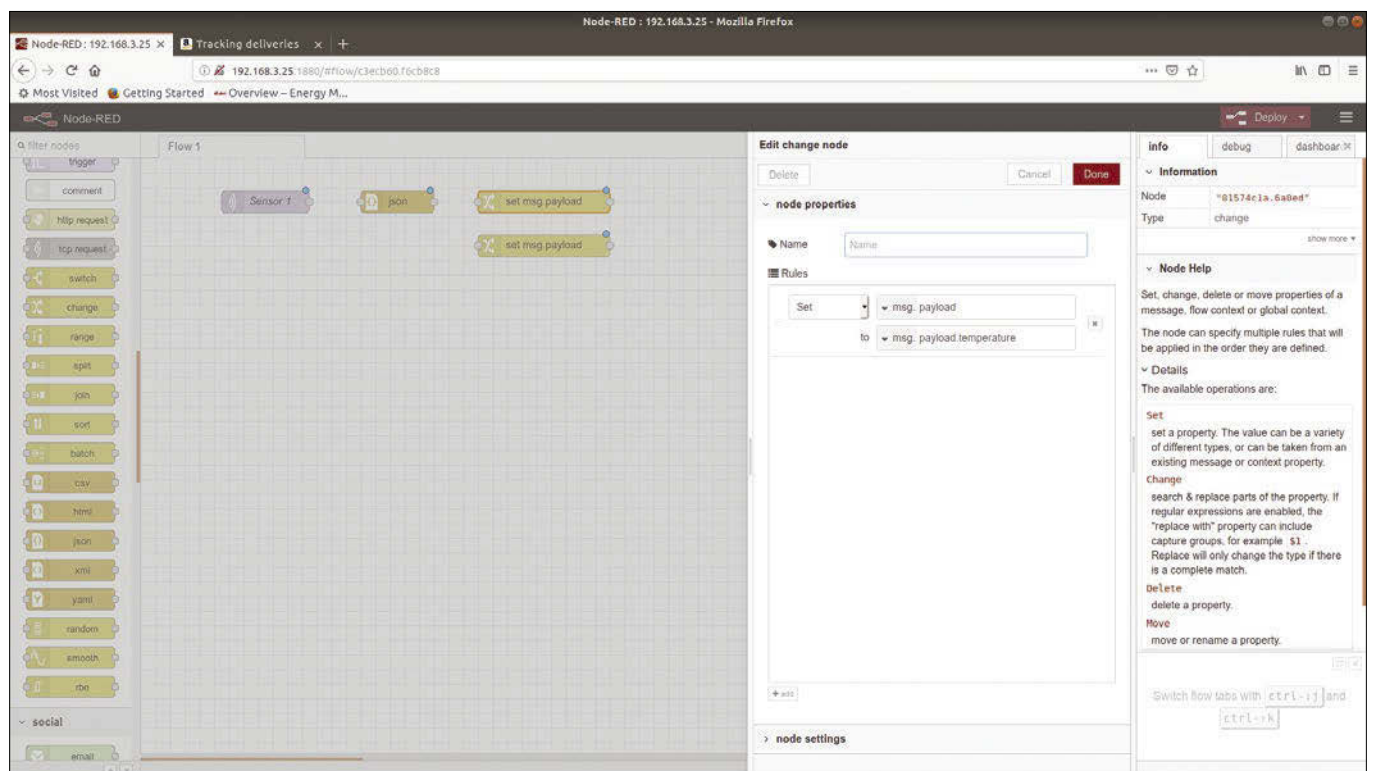 Node-RED : 192.168.3.25 - Mozilla Firefox
Node-RED : 192.168.3.25
Tracking deliveries
192.168.3.25:1880/#flow/c3ecb60.f6cb8c8
Most Visited Getting Started Overview – Energy M...
Node-RED
Deploy
filter nodes
Flow 1
Edit change node
info
debug
dashboar
trigger
comment
http request
tcp request
switch
change
range
split
join
sort
batch
csv
html
json
xml
yaml
random
smooth
rbe
social
email
Sensor 1
json
set msg.payload
set msg.payload
Delete
Cancel
Done
node properties
Name
Name
Rules
Set
msg. payload
to
msg. payload.temperature
add
node settings
Information
Node
Type
change
show more
Node Help
Set, change, delete or move properties of a
message, flow context or global context.
The node can specify multiple rules that will
be applied in the order they are defined.
Details
The available operations are:
Set
set a property. The value can be a variety
of different types, or can be taken from an
existing message or context property.
Change
search & replace parts of the property. If
regular expressions are enabled, the
"replace with" property can include
capture groups, for example $1 .
Replace will only change the type if there
is a complete match.
Delete
delete a property.
Move
move or rename a property.
Switch flow tabs with ctrl-⇧j and
ctrl-⇧k